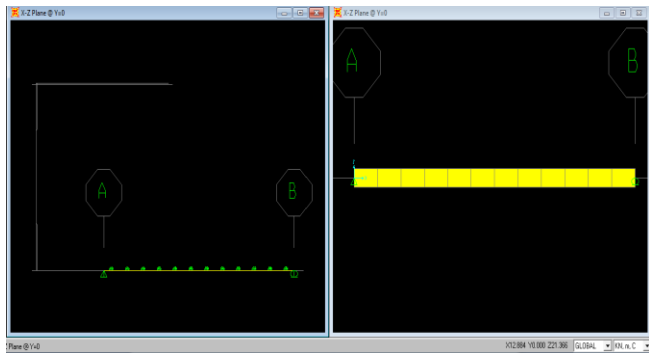 X-Z Plane @ Y=0
X-Z Plane @ Y=0
A
B
A
B
Plane @ Y=0
X12.884 Y0.000 Z21.366
GLOBAL
KN, m, C